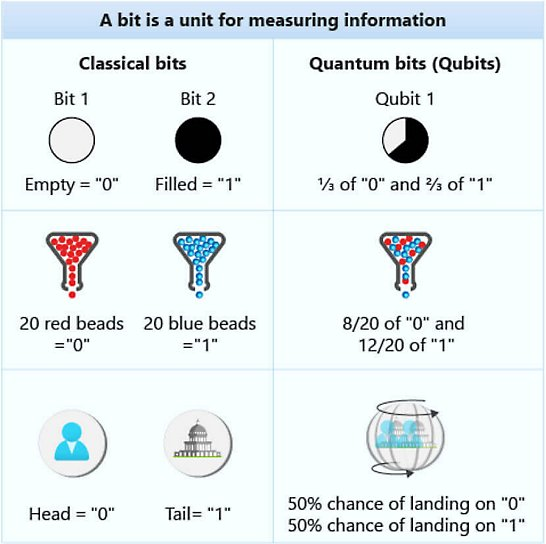 A bit is a unit for measuring information
Classical bits
Quantum bits (Qubits)
Bit 1
Bit 2
Qubit 1
Empty = "0"
Filled = "1"
⅓ of "0" and ⅔ of "1"
20 red beads
="0"
20 blue beads
="1"
8/20 of "0" and
12/20 of "1"
Head = "0"
Tail= "1"
50% chance of landing on "0"
50% chance of landing on "1"